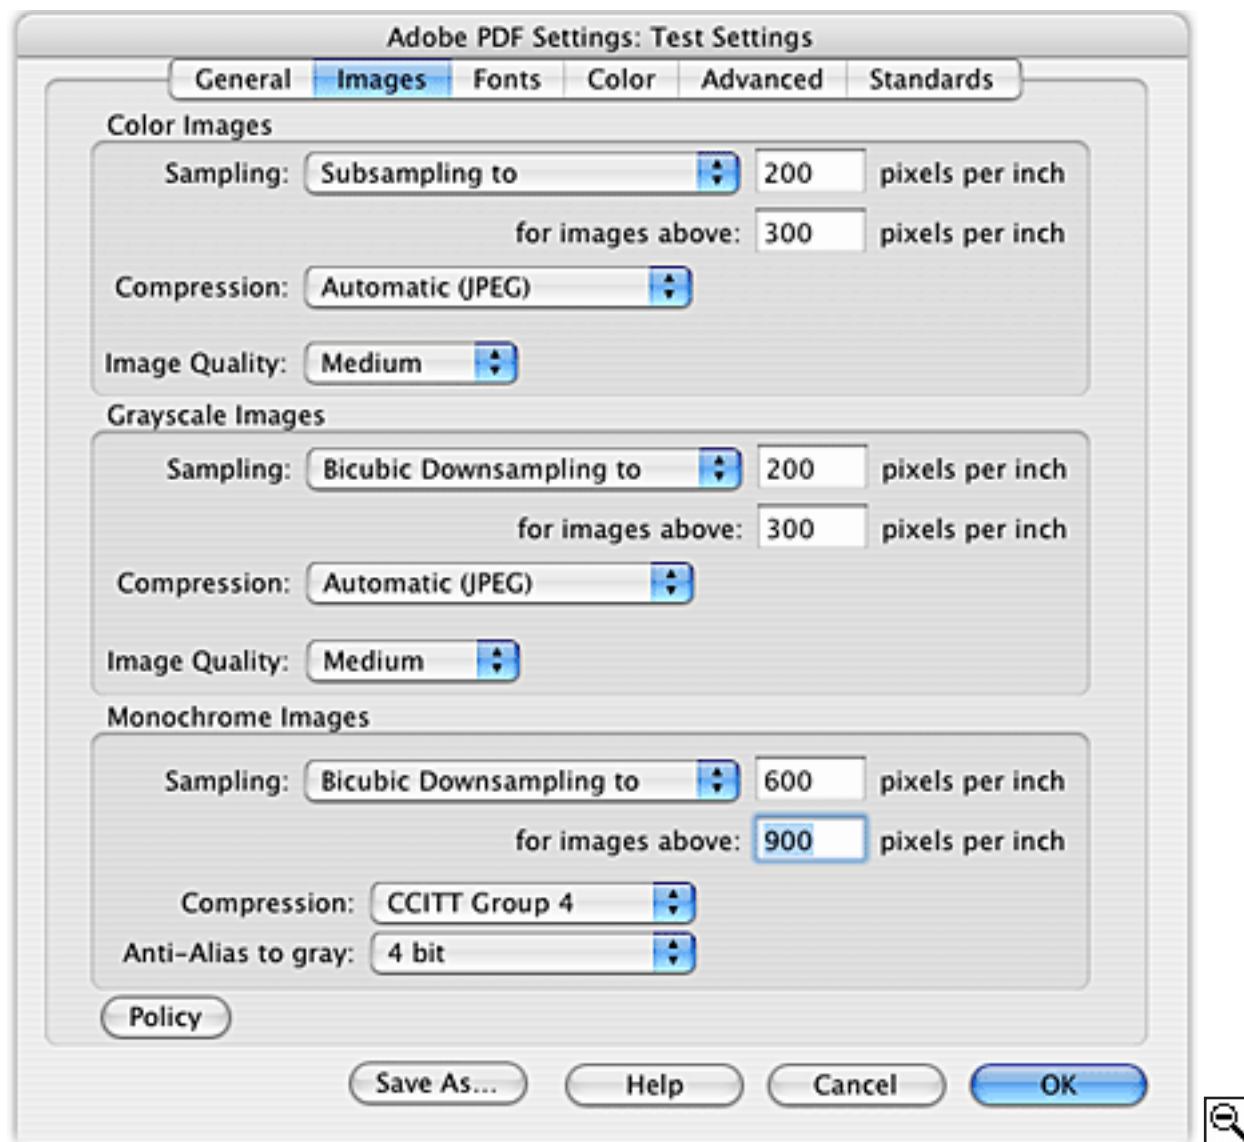 Adobe PDF Settings: Test Settings
General Images Fonts Color Advanced Standards
Color Images
Sampling: Subsampling to 200 pixels per inch
for images above: 300 pixels per inch
Compression: Automatic (JPEG)
Image Quality: Medium
Grayscale Images
Sampling: Bicubic Downsampling to 200 pixels per inch
for images above: 300 pixels per inch
Compression: Automatic (JPEG)
Image Quality: Medium
Monochrome Images
Sampling: Bicubic Downsampling to 600 pixels per inch
for images above: 900 pixels per inch
Compression: CCITT Group 4
Anti-Alias to gray: 4 bit
Policy
Save As... Help Cancel OK